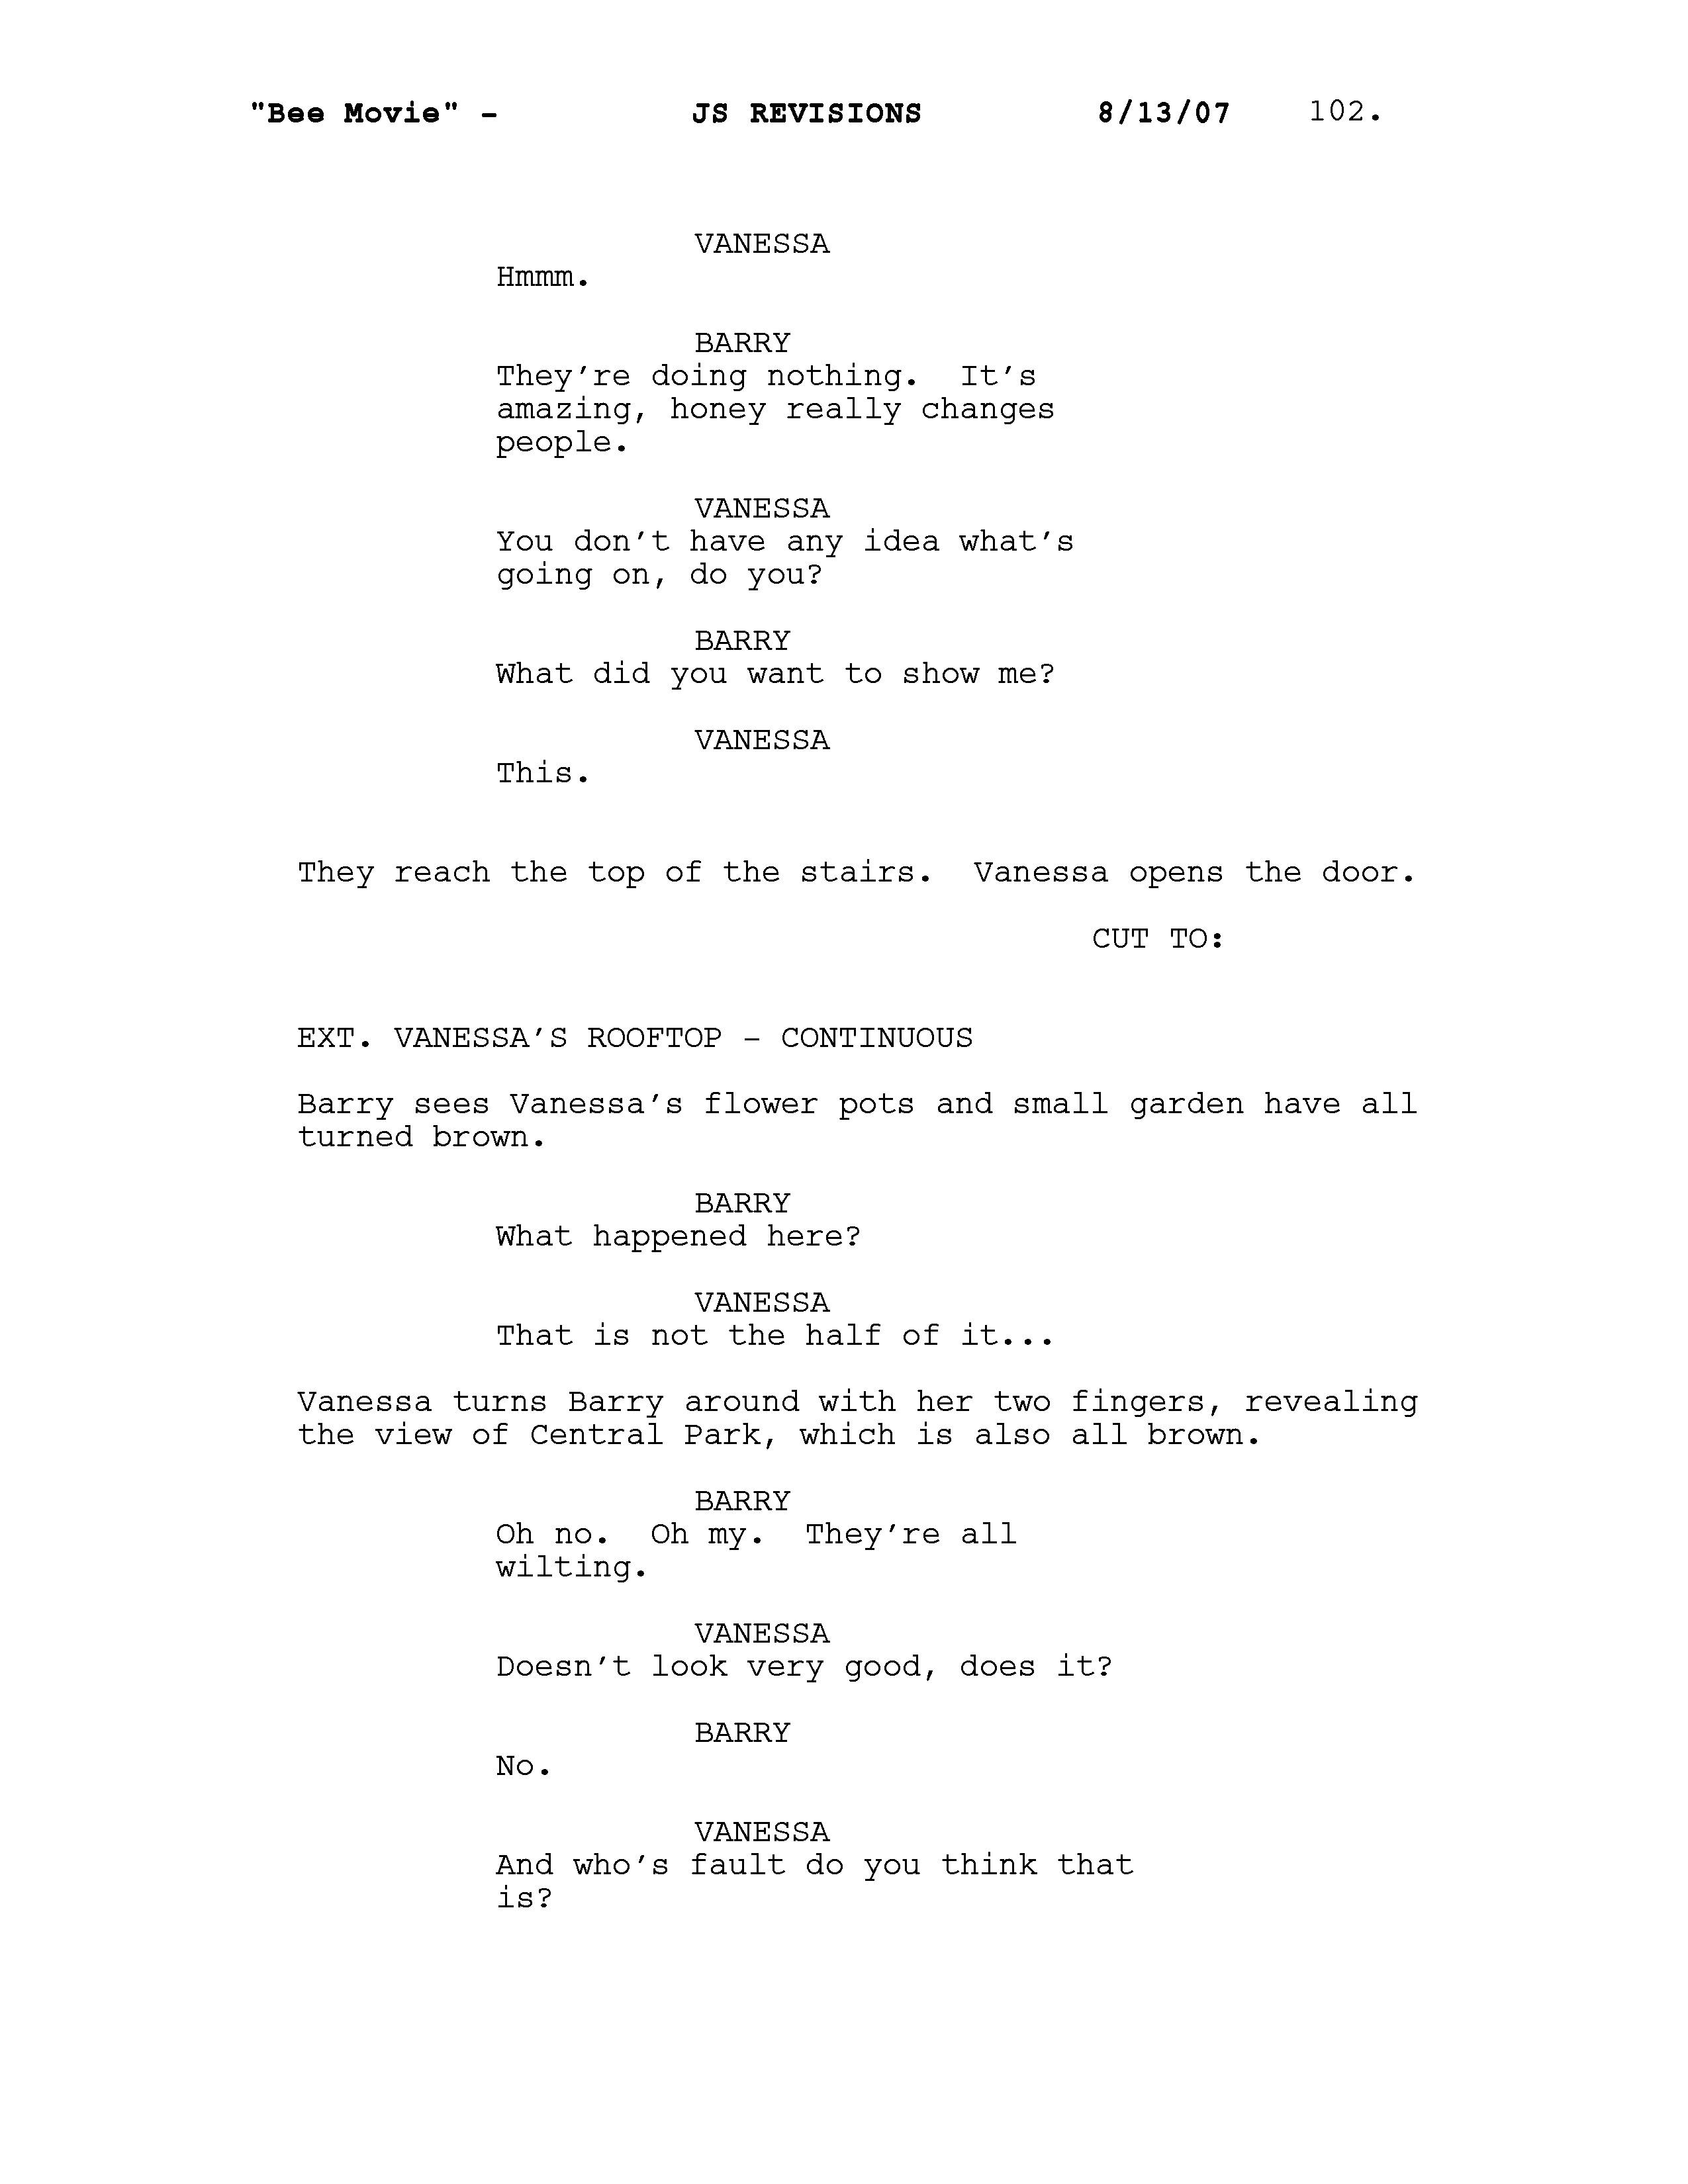 "Bee Movie" - JS REVISIONS 8/13/07 102.
VANESSA
Hmmm.
BARRY
They're doing nothing. It's
amazing, honey really changes
people.
VANESSA
You don't have any idea what's
going on, do you?
BARRY
What did you want to show me?
VANESSA
This.
They reach the top of the stairs. Vanessa opens the door.
CUT TO:
EXT. VANESSA'S ROOFTOP - CONTINUOUS
Barry sees Vanessa's flower pots and small garden have all
turned brown.
BARRY
What happened here?
VANESSA
That is not the half of it...
Vanessa turns Barry around with her two fingers, revealing
the view of Central Park, which is also all brown.
BARRY
Oh no. Oh my. They're all
wilting.
VANESSA
Doesn't look very good, does it?
BARRY
No.
VANESSA
And who's fault do you think that
is?